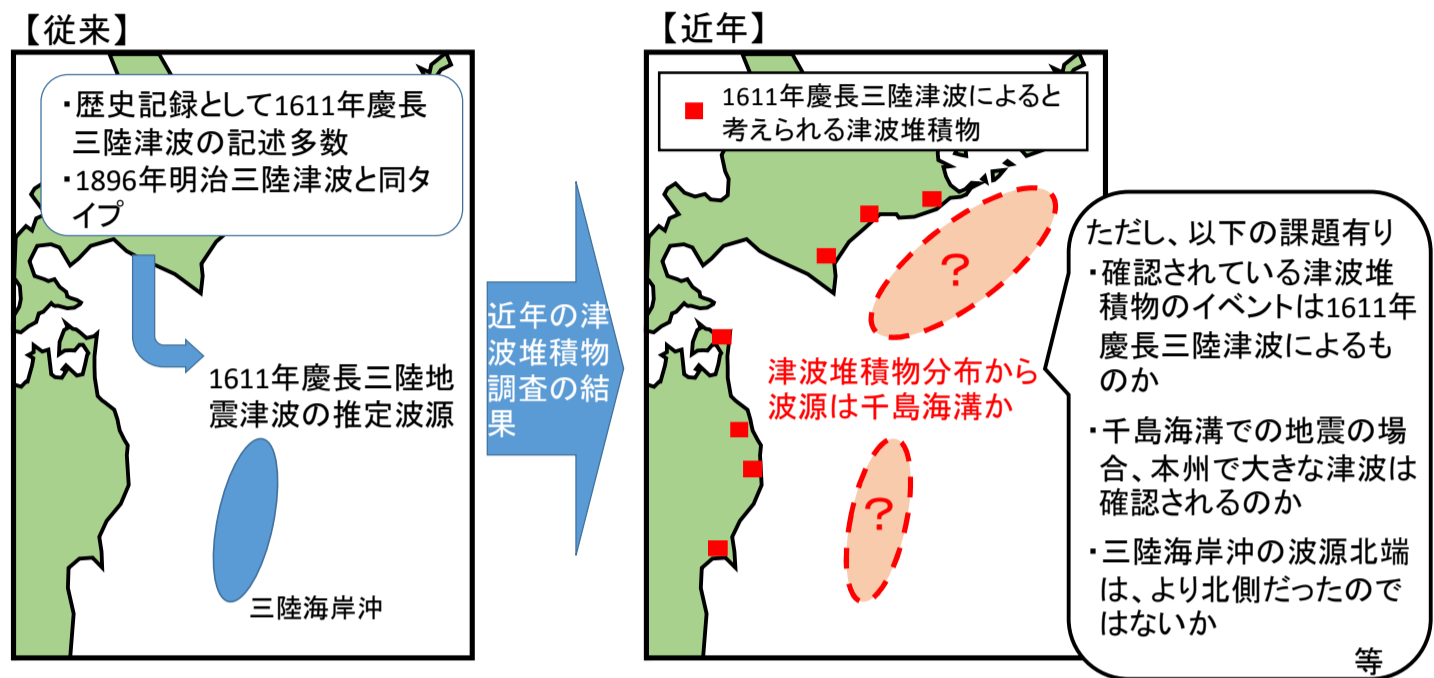 【従来】
・歴史記録として1611年慶長
三陸津波の記述多数
・1896年明治三陸津波と同タ
イプ
1611年慶長三陸地
震津波の推定波源
三陸海岸沖
近年の津
波堆積物
調査の結
果
【近年】
1611年慶長三陸津波によると
考えられる津波堆積物
?
津波堆積物分布から
波源は千島海溝か
?
ただし、以下の課題有り
・確認されている津波堆
積物のイベントは1611年
慶長三陸津波によるも
のか
・千島海溝での地震の場
合、本州で大きな津波は
確認されるのか
・三陸海岸沖の波源北端
は、より北側だったのでは
はないか
等